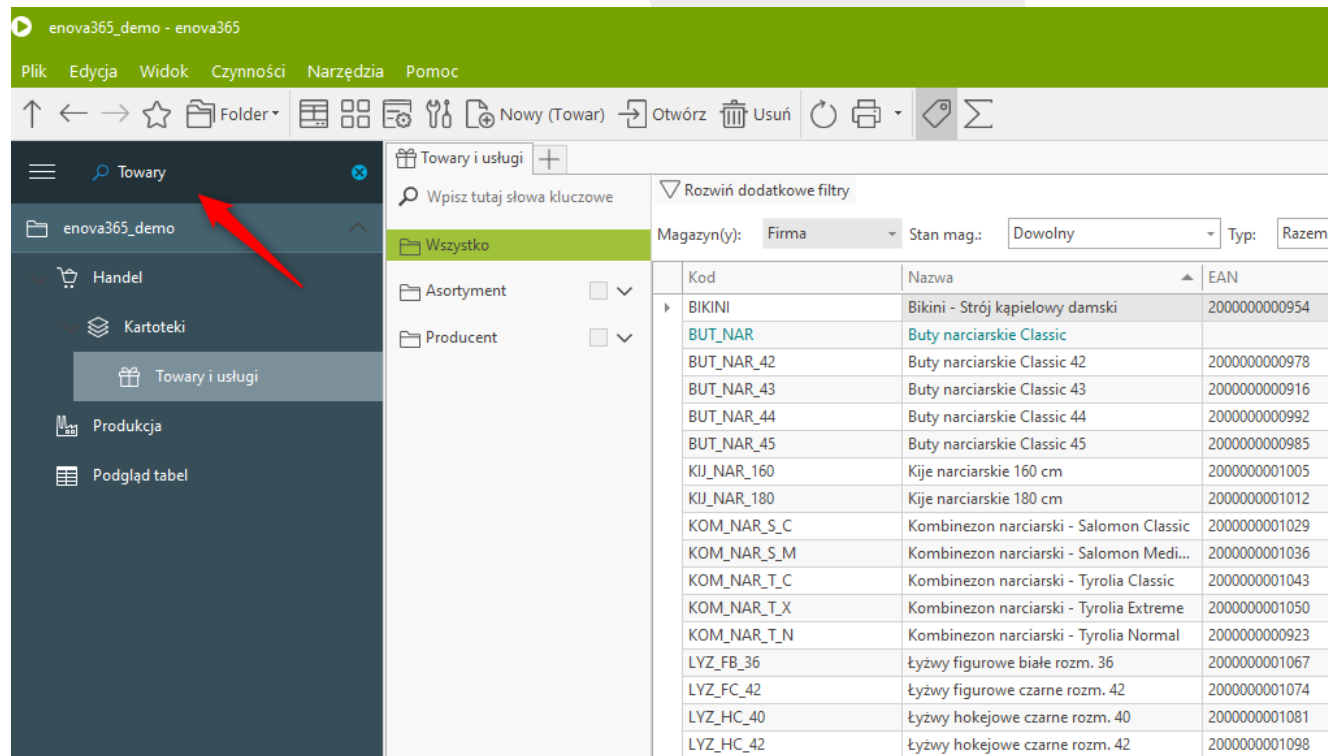 enova365_demo - enova365
Plik Edycja Widok Czynności Narzędzia Pomoc
Folder Nowy (Towar) Otwórz Usuń
Towary
enova365_demo
Handel
Kartoteki
Towary i usługi
Produkcja
Podgląd tabel
Towary i usługi
Wpisz tutaj słowa kluczowe
Wszystko
Asortyment
Producent
Rozwiń dodatkowe filtry
Magazyn(y): Firma Stan mag.: Dowolny Typ: Razem
Kod Nazwa EAN
BIKINI Bikini - Strój kąpielowy damski 2000000000954
BUT_NAR Buty narciarskie Classic
BUT_NAR_42 Buty narciarskie Classic 42 2000000000978
BUT_NAR_43 Buty narciarskie Classic 43 2000000000916
BUT_NAR_44 Buty narciarskie Classic 44 2000000000992
BUT_NAR_45 Buty narciarskie Classic 45 2000000000985
KIJ_NAR_160 Kije narciarskie 160 cm 2000000001005
KIJ_NAR_180 Kije narciarskie 180 cm 2000000001012
KOM_NAR_S_C Kombinezon narciarski - Salomon Classic 2000000001029
KOM_NAR_S_M Kombinezon narciarski - Salomon Medi... 2000000001036
KOM_NAR_T_C Kombinezon narciarski - Tyrolia Classic 2000000001043
KOM_NAR_T_X Kombinezon narciarski - Tyrolia Extreme 2000000001050
KOM_NAR_T_N Kombinezon narciarski - Tyrolia Normal 2000000000923
LYZ_FB_36 Łyżwy figurowe białe rozm. 36 2000000001067
LYZ_FC_42 Łyżwy figurowe czarne rozm. 42 2000000001074
LYZ_HC_40 Łyżwy hokejowe czarne rozm. 40 2000000001081
LYZ_HC_42 Łyżwy hokejowe czarne rozm. 42 2000000001098